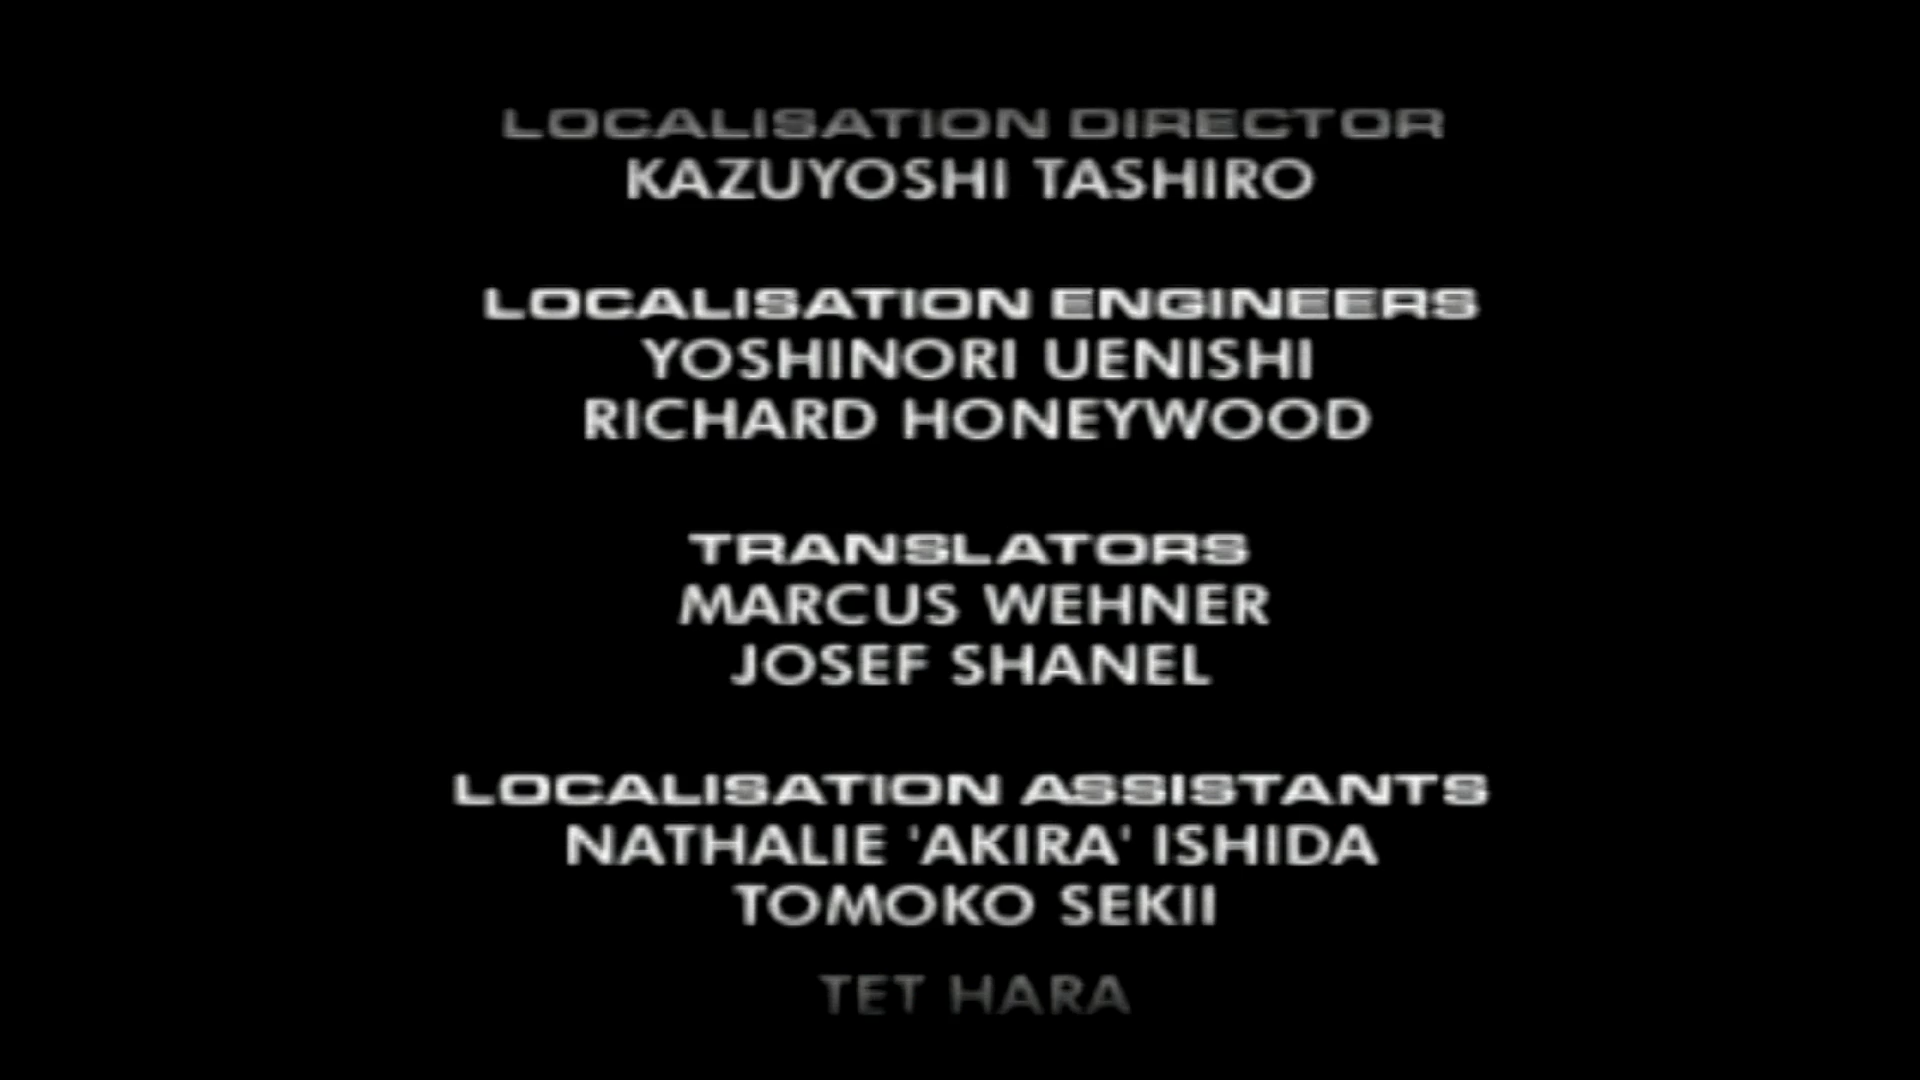 LOCALISATION DIRECTOR
KAZUYOSHI TASHIRO
LOCALISATION ENGINEERS
YOSHINORI UENISHI
RICHARD HONEYWOOD
TRANSLATORS
MARCUS WEHNER
JOSEF SHANEL
LOCALISATION ASSISTANTS
NATHALIE 'AKIRA' ISHIDA
TOMOKO SEKII
TET HARA